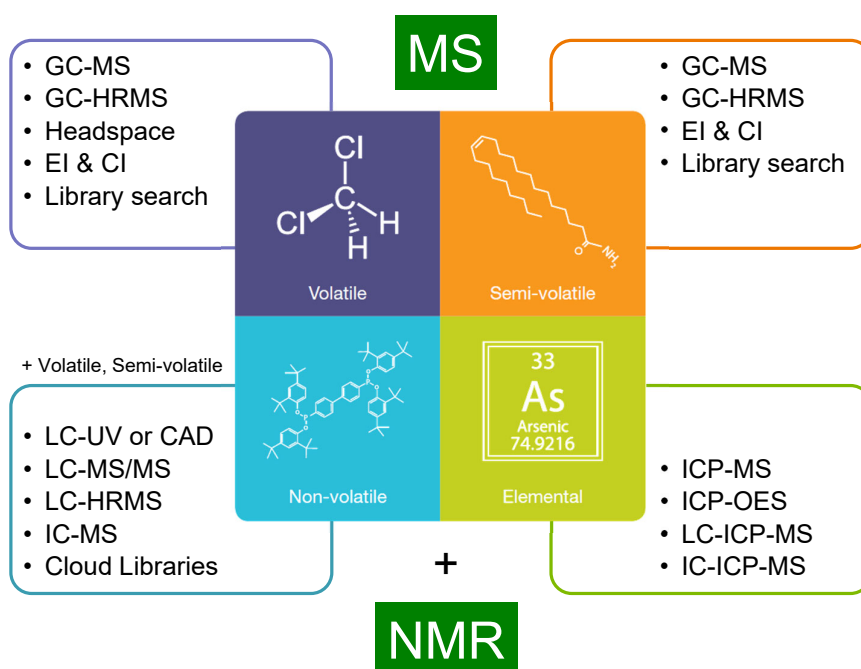 MS
• GC-MS
• GC-HRMS
• Headspace
• EI & CI
• Library search
• GC-MS
• GC-HRMS
• EI & CI
• Library search
Cl
Cl
C
H
H
Volatile
O
NH2
Semi-volatile
+ Volatile, Semi-volatile
• LC-UV or CAD
• LC-MS/MS
• LC-HRMS
• IC-MS
• Cloud Libraries
Non-volatile
33
As
Arsenic
74.9216
Elemental
• ICP-MS
• ICP-OES
• LC-ICP-MS
• IC-ICP-MS
+
NMR